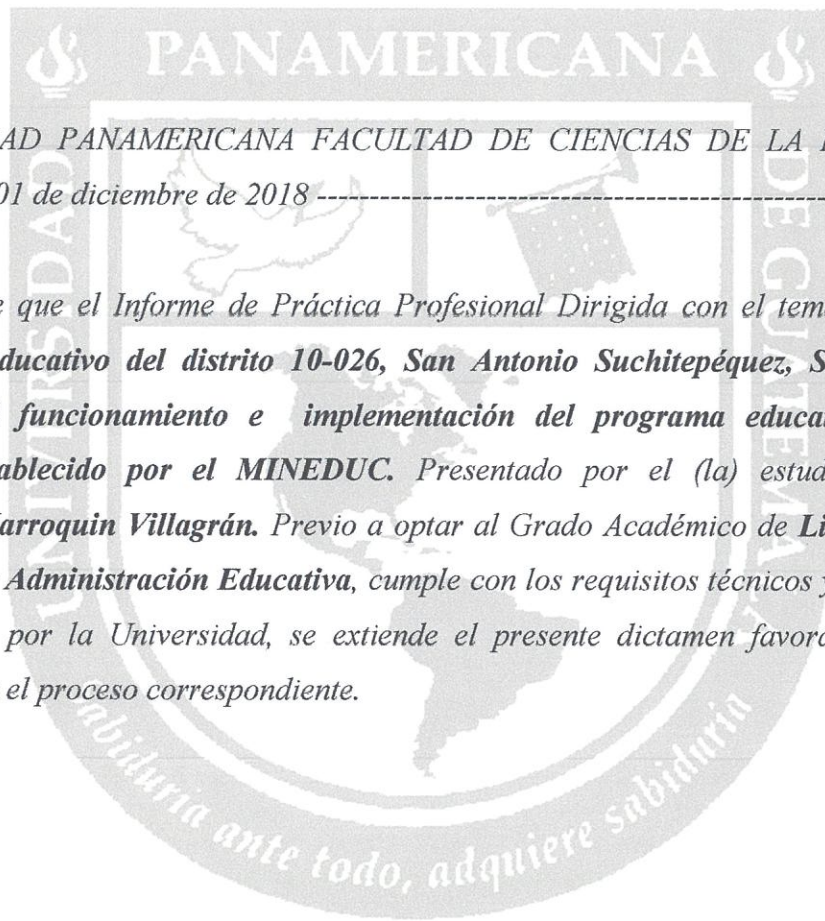 PANAMERICANA
UNIVERSIDAD
DE GUATEMALA
AD PANAMERICANA FACULTAD DE CIENCIAS DE LA
01 de diciembre de 2018 ------------------------------------------------
e que el Informe de Práctica Profesional Dirigida con el tem
ducativo del distrito 10-026, San Antonio Suchitepéquez, S
funcionamiento e implementación del programa educa
tablecido por el MINEDUC. Presentado por el (la) estud
Marroquin Villagrán. Previo a optar al Grado Académico de Li
Administración Educativa, cumple con los requisitos técnicos y
por la Universidad, se extiende el presente dictamen favora
el proceso correspondiente.
Sabiduría ante todo, adquiere sabiduría